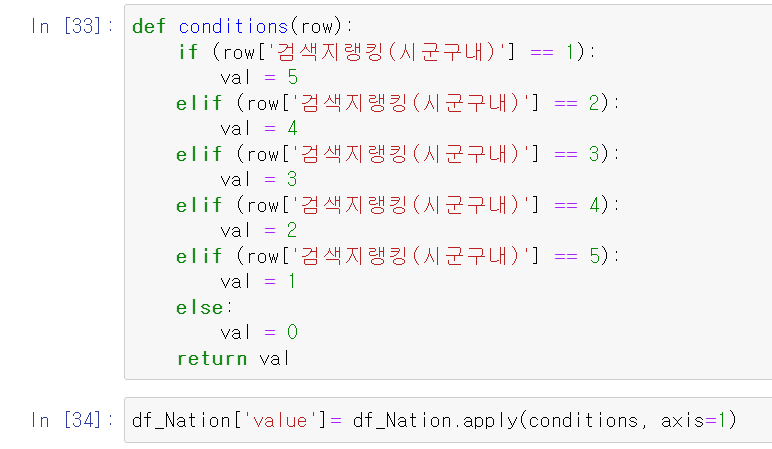 In [33]: def conditions(row):
    if (row['검색지랭킹(시군구내)'] == 1):
        val = 5
    elif (row['검색지랭킹(시군구내)'] == 2):
        val = 4
    elif (row['검색지랭킹(시군구내)'] == 3):
        val = 3
    elif (row['검색지랭킹(시군구내)'] == 4):
        val = 2
    elif (row['검색지랭킹(시군구내)'] == 5):
        val = 1
    else:
        val = 0
    return val
In [34]: df_Nation['value']= df_Nation.apply(conditions, axis=1)